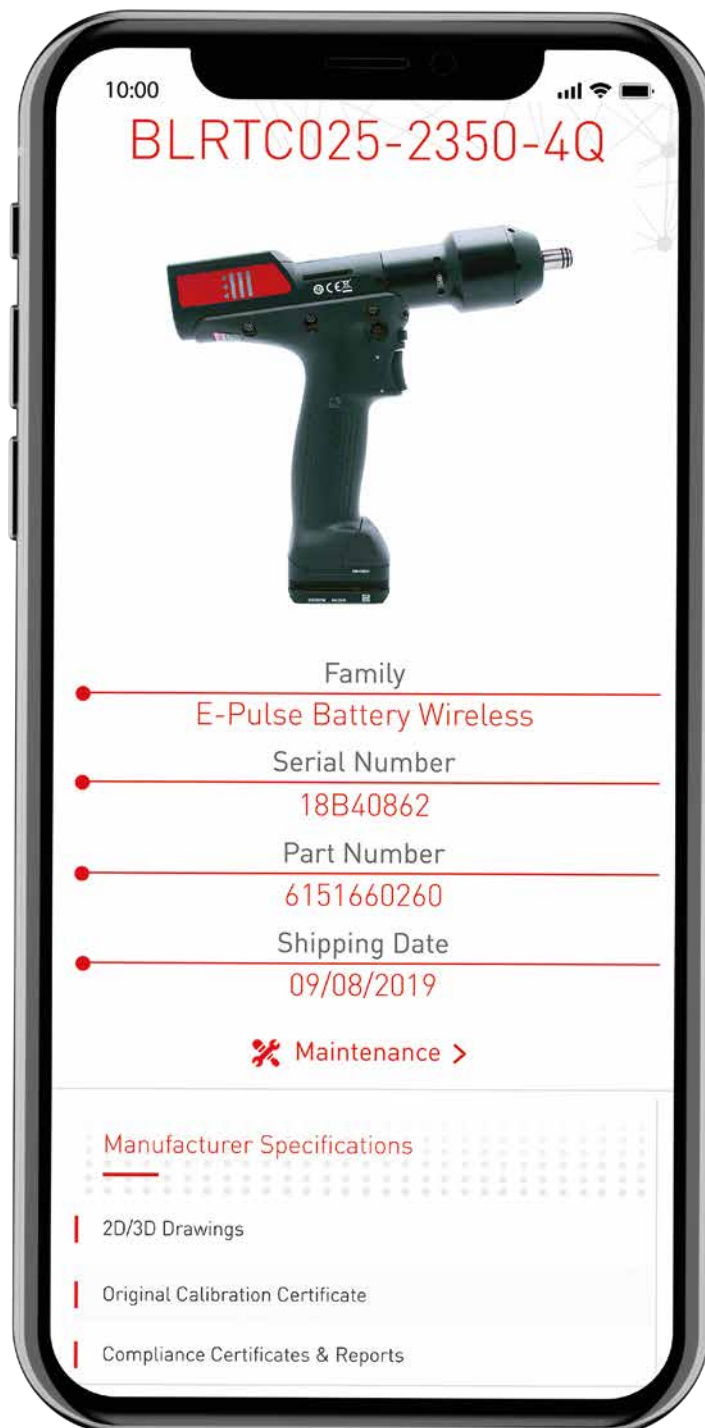 10:00
BLRTC025-2350-4Q
Family
E-Pulse Battery Wireless
Serial Number
18B40862
Part Number
6151660260
Shipping Date
09/08/2019
Maintenance >
Manufacturer Specifications
2D/3D Drawings
Original Calibration Certificate
Compliance Certificates & Reports